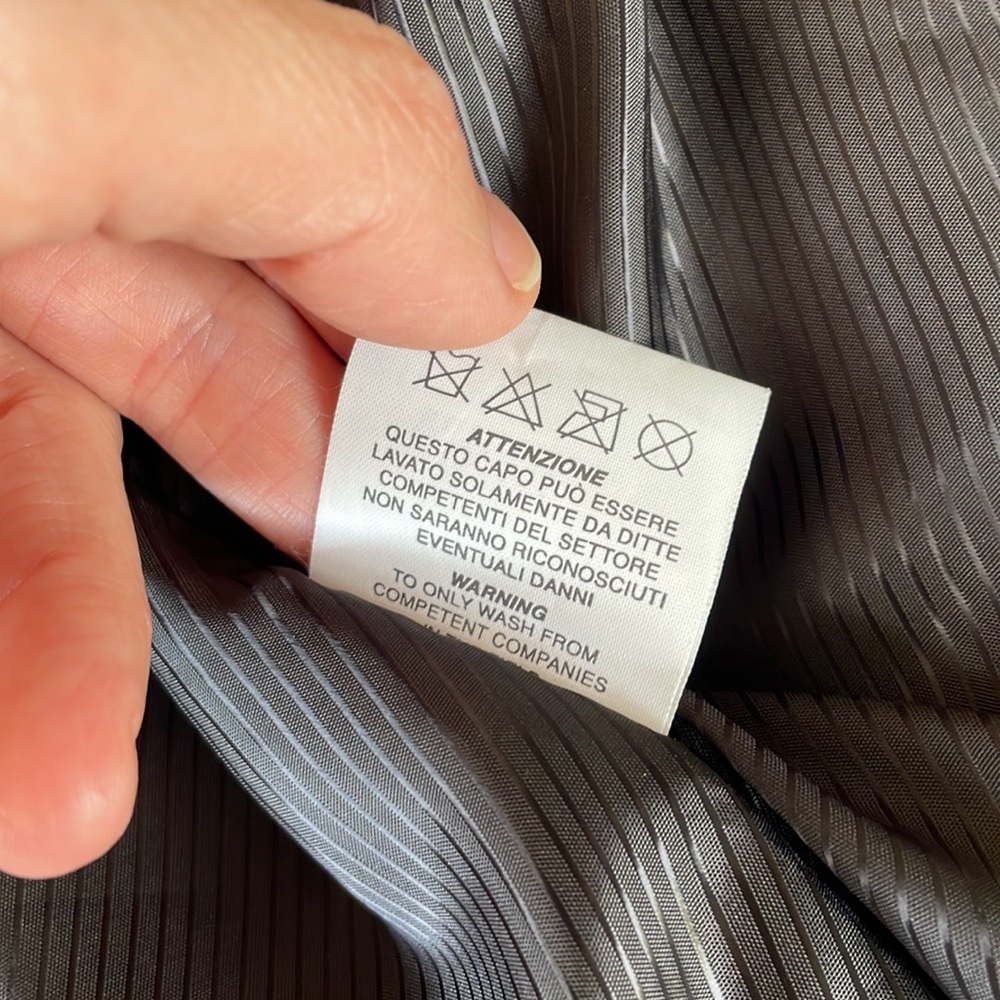 ATTENZIONE
QUESTO CAPO PUÒ ESSERE
LAVATO SOLAMENTE DA DITTE
COMPETENTI DEL SETTORE
NON SARANNO RICONOSCIUTI
EVENTUALI DANNI
WARNING
TO ONLY WASH FROM
COMPETENT COMPANIES